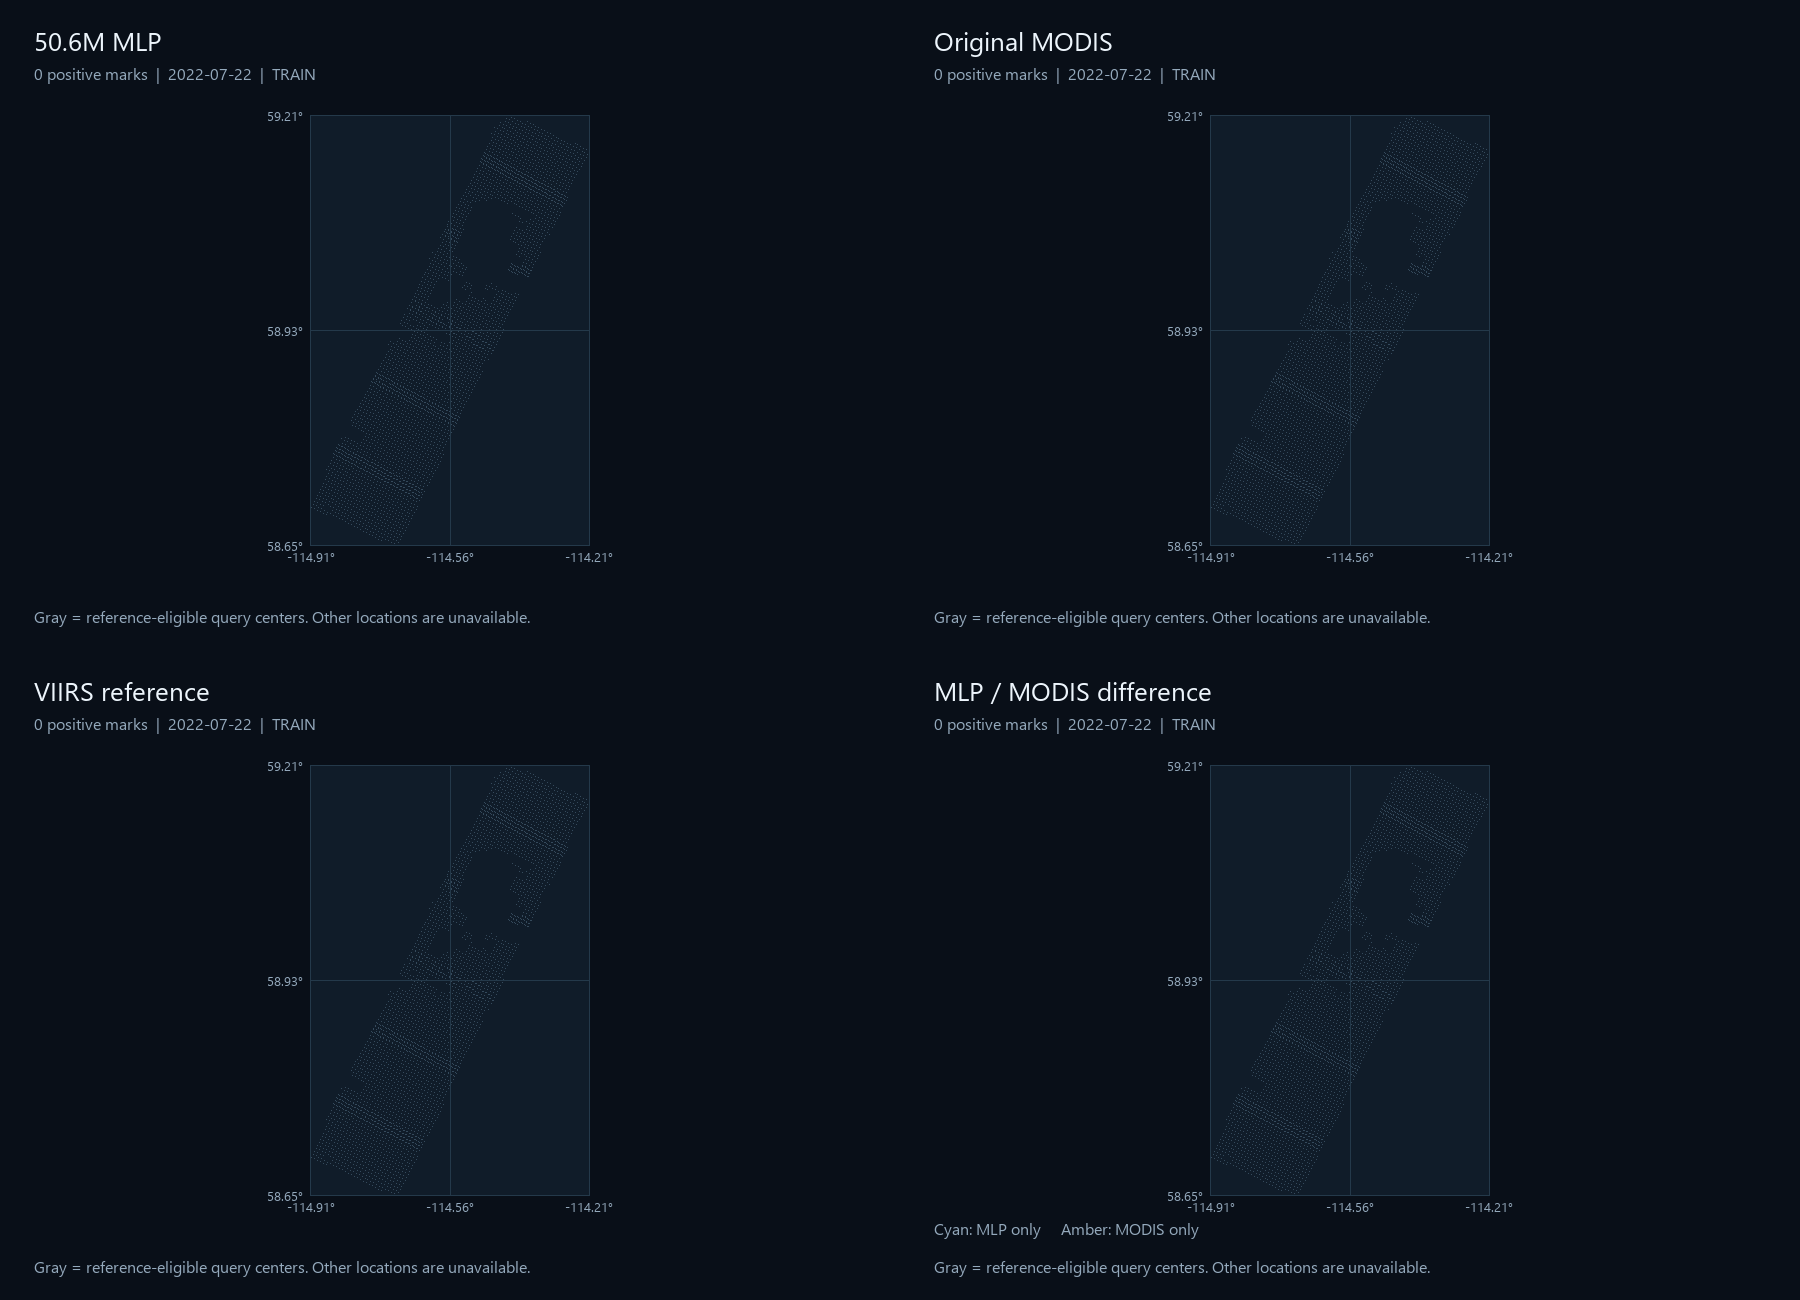 50.6M MLP
0 positive marks | 2022-07-22 | TRAIN
59.21°
58.93°
58.65°
-114.91° -114.56° -114.21°
Gray = reference-eligible query centers. Other locations are unavailable.
Original MODIS
0 positive marks | 2022-07-22 | TRAIN
59.21°
58.93°
58.65°
-114.91° -114.56° -114.21°
Gray = reference-eligible query centers. Other locations are unavailable.
VIIRS reference
0 positive marks | 2022-07-22 | TRAIN
59.21°
58.93°
58.65°
-114.91° -114.56° -114.21°
Gray = reference-eligible query centers. Other locations are unavailable.
MLP / MODIS difference
0 positive marks | 2022-07-22 | TRAIN
59.21°
58.93°
58.65°
-114.91° -114.56° -114.21°
Cyan: MLP only Amber: MODIS only
Gray = reference-eligible query centers. Other locations are unavailable.